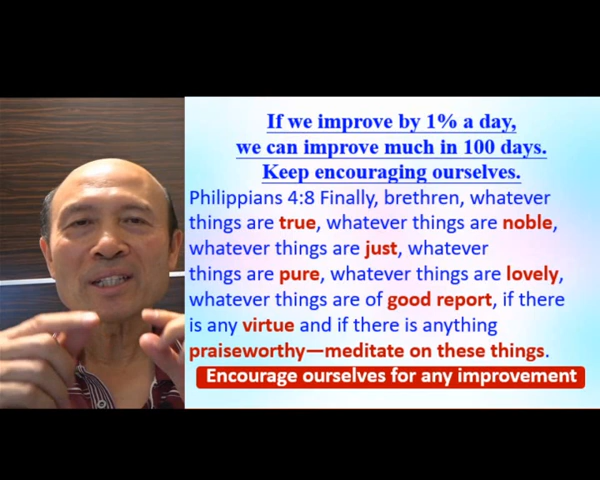 If we improve by 1% a day,
we can improve much in 100 days.
Keep encouraging ourselves.
Philippians 4:8 Finally, brethren, whatever
things are true, whatever things are noble,
whatever things are just, whatever
things are pure, whatever things are lovely,
whatever things are of good report, if there
is any virtue and if there is anything
praiseworthy—meditate on these things.
Encourage ourselves for any improvement